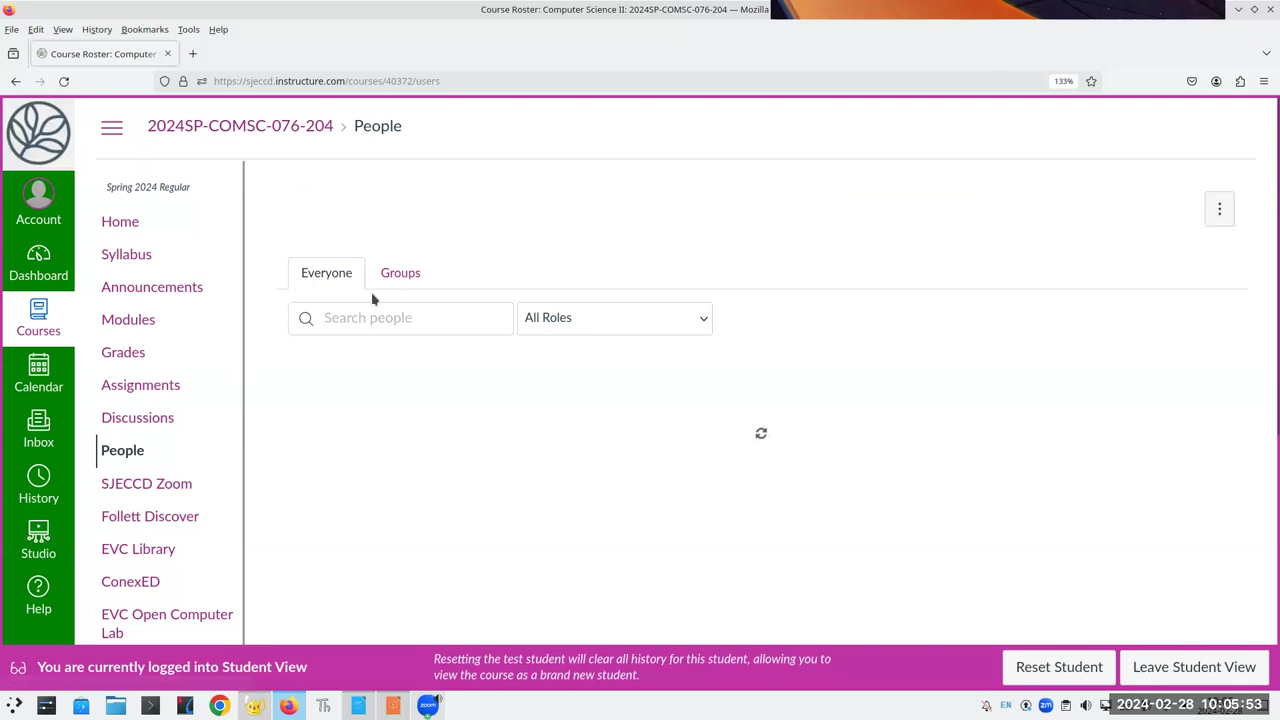 Course Roster: Computer Science II: 2024SP-COMSC-076-204 — Mozilla
File Edit View History Bookmarks Tools Help
Course Roster: Computer
https://sjeccd.instructure.com/courses/40372/users
133%
2024SP-COMSC-076-204 › People
Spring 2024 Regular
Account
Dashboard
Courses
Calendar
Inbox
History
Studio
Help
Home
Syllabus
Announcements
Modules
Grades
Assignments
Discussions
People
SJECCD Zoom
Follett Discover
EVC Library
ConexED
EVC Open Computer
Lab
Everyone Groups
Search people All Roles
You are currently logged into Student View
Resetting the test student will clear all history for this student, allowing you to
view the course as a brand new student.
Reset Student Leave Student View
Th
zoom
EN
zm
2024-02-28 10:05:53